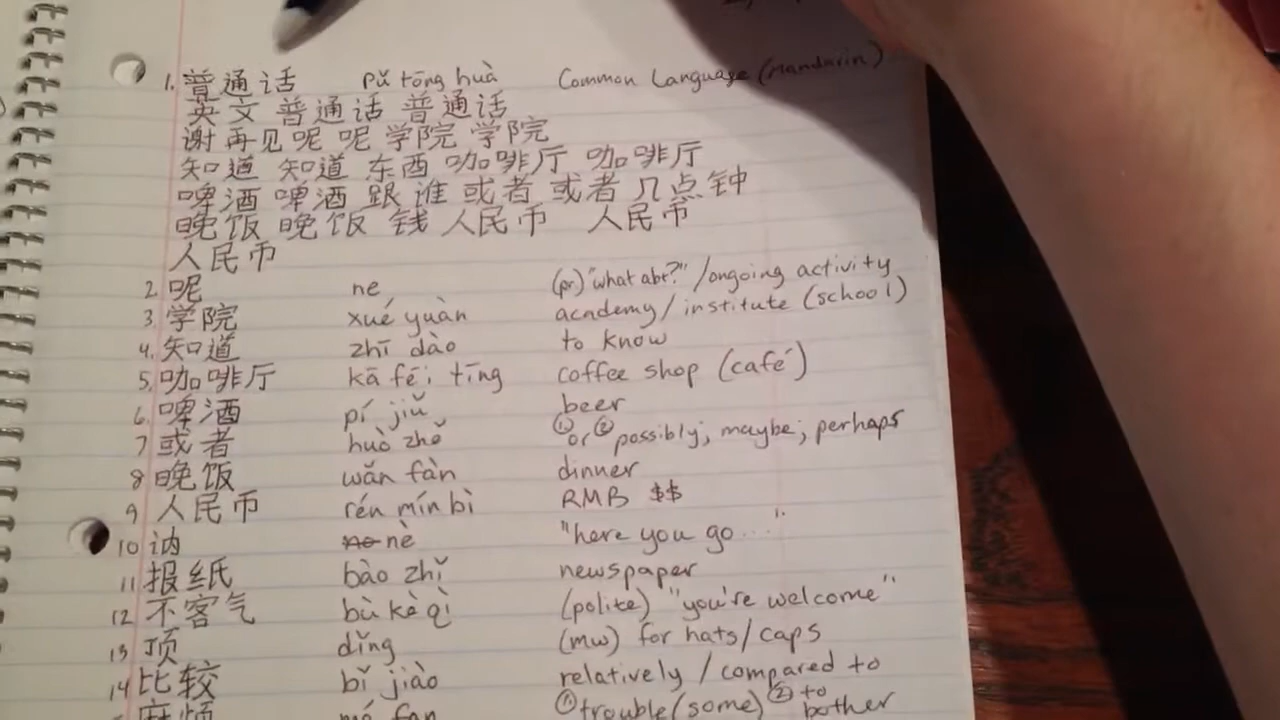 1. 普通话 pǔ tōng huà Common Language (Mandarin)
英文 普通话 普通话
谢 再见 呢 呢 学院 学院
知道 知道 东西 咖啡厅 咖啡厅
啤酒 啤酒 跟 谁 或者 或者 几点钟
晚饭 晚饭 钱 人民币 人民币
人民币
2. 呢 ne (pr) "what abt?" / ongoing activity
3. 学院 xué yuàn academy / institute (school)
4. 知道 zhī dào to know
5. 咖啡厅 kā fēi tīng coffee shop (café)
6. 啤酒 pí jiǔ beer
7 或者 huò zhě ① or ② possibly; maybe; perhaps
8 晚饭 wǎn fàn dinner
9 人民币 rén mín bì RMB $$
10 讷 nè "here you go ..."
11 报纸 bào zhǐ newspaper
12 不客气 bù kè qì (polite) "you're welcome"
13 顶 dǐng (mw) for hats/caps
14 比较 bǐ jiào relatively / compared to
麻烦 má fan ① trouble(some) ② to bother